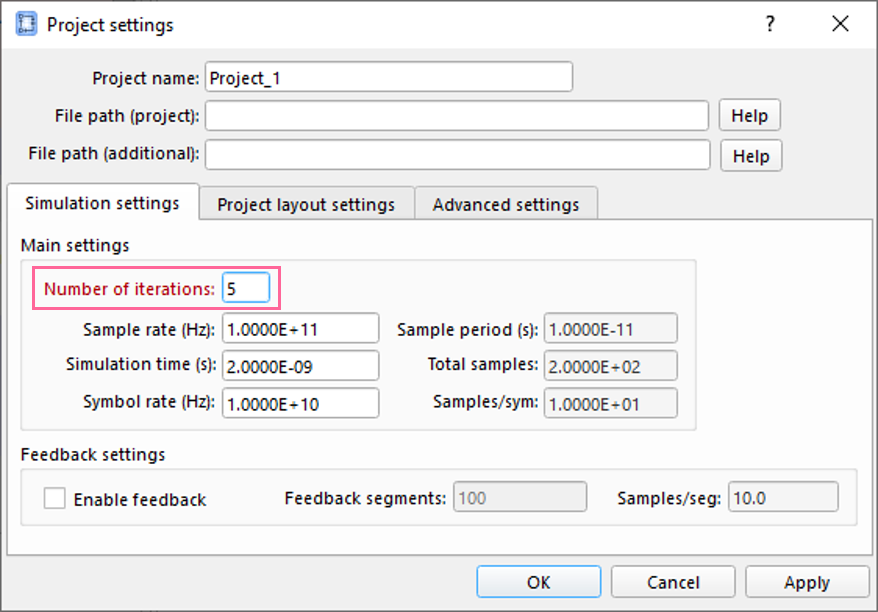 Project settings ?
Project name: Project_1
File path (project): Help
File path (additional): Help
Simulation settings Project layout settings Advanced settings
Main settings
Number of iterations: 5
Sample rate (Hz): 1.0000E+11 Sample period (s): 1.0000E-11
Simulation time (s): 2.0000E-09 Total samples: 2.0000E+02
Symbol rate (Hz): 1.0000E+10 Samples/sym: 1.0000E+01
Feedback settings
Enable feedback Feedback segments: 100 Samples/seg: 10.0
OK Cancel Apply